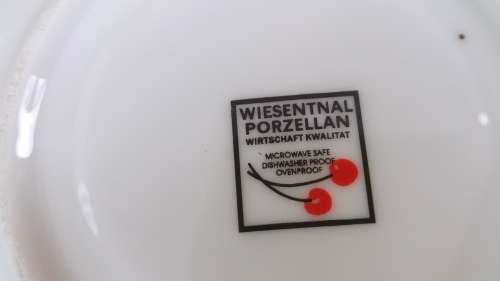 WIESENTNAL
PORZELLAN
WIRTSCHAFT KWALITAT
MICROWAVE SAFE
DISHWASHER PROOF
OVENPROOF